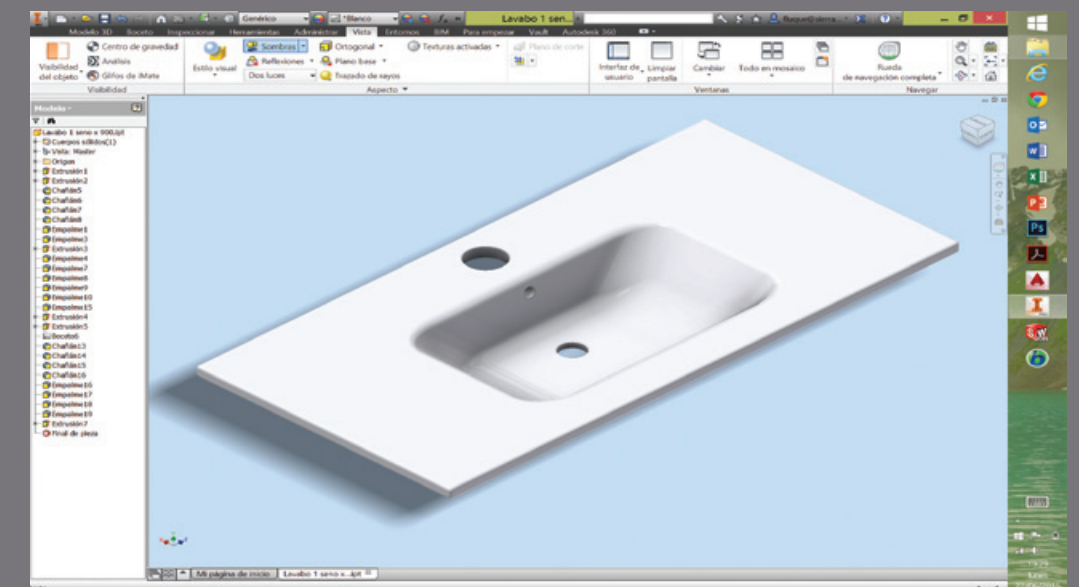 Genérico *Blanco Lavabo 1 sen...
Modelo 3D Boceto Inspeccionar Herramientas Administrar Vista Entornos BIM Para empezar Vault Autodesk 360
Visibilidad del objeto
Centro de gravedad
Análisis
Glifos de iMate
Visibilidad
Estilo visual
Sombras
Reflexiones
Dos luces
Ortogonal
Plano base
Trazado de rayos
Texturas activadas
Plano de corte
Aspecto
Interfaz de usuario
Limpiar pantalla
Cambiar
Todo en mosaico
Ventanas
Rueda de navegación completa
Navegar
Modelo
Lavabo 1 seno x 900.ipt
Cuerpos sólidos(1)
Vista: Master
Origen
Extrusión1
Extrusión2
Chaflán5
Chaflán6
Chaflán7
Chaflán8
Empalme1
Empalme3
Extrusión3
Empalme4
Empalme7
Empalme8
Empalme9
Empalme10
Empalme15
Extrusión4
Extrusión5
Boceto6
Chaflán13
Chaflán14
Chaflán15
Chaflán16
Empalme16
Empalme17
Empalme18
Empalme19
Extrusión7
Final de pieza
Mi página de inicio
Lavabo 1 seno x...ipt
Ps